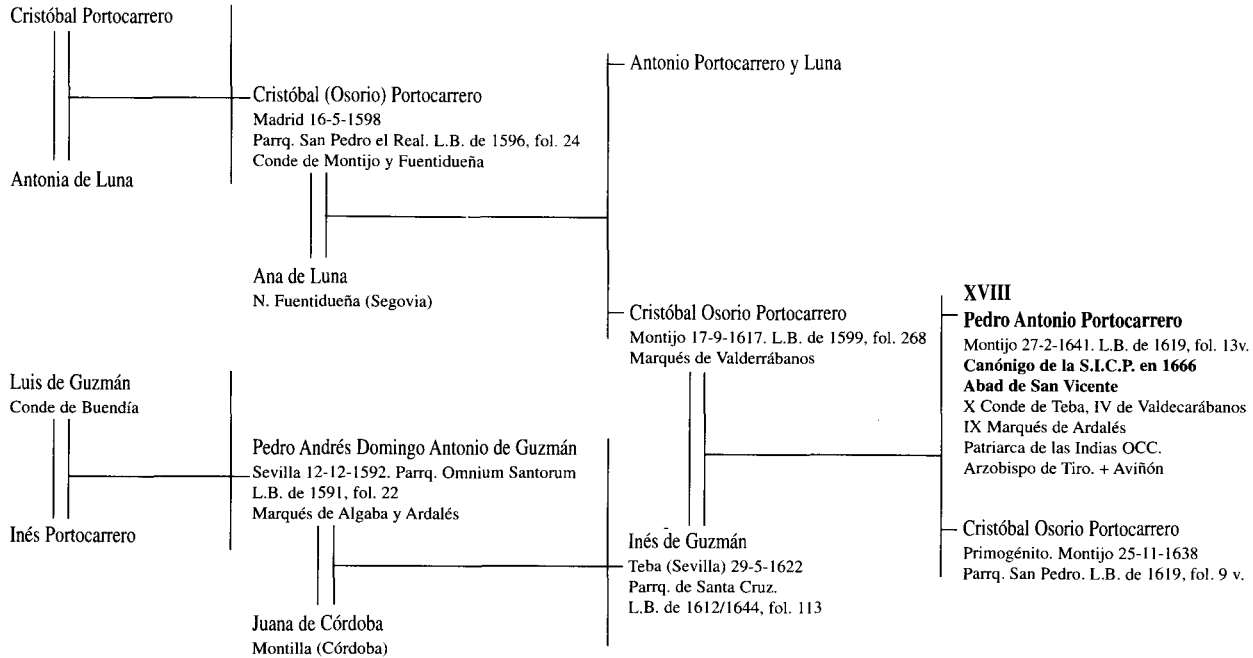 Cristóbal Portocarrero
Antonia de Luna
Cristóbal (Osorio) Portocarrero
Madrid 16-5-1598
Parrq. San Pedro el Real. L.B. de 1596, fol. 24
Conde de Montijo y Fuentidueña
Ana de Luna
N. Fuentidueña (Segovia)
Antonio Portocarrero y Luna
Cristóbal Osorio Portocarrero
Montijo 17-9-1617. L.B. de 1599, fol. 268
Marqués de Valderrábanos
Luis de Guzmán
Conde de Buendía
Inés Portocarrero
Pedro Andrés Domingo Antonio de Guzmán
Sevilla 12-12-1592. Parrq. Omnium Santorum
L.B. de 1591, fol. 22
Marqués de Algaba y Ardalés
Juana de Córdoba
Montilla (Córdoba)
Inés de Guzmán
Teba (Sevilla) 29-5-1622
Parrq. de Santa Cruz.
L.B. de 1612/1644, fol. 113
XVIII
Pedro Antonio Portocarrero
Montijo 27-2-1641. L.B. de 1619, fol. 13v.
Canónigo de la S.I.C.P. en 1666
Abad de San Vicente
X Conde de Teba, IV de Valdecarábanos
IX Marqués de Ardalés
Patriarca de las Indias OCC.
Arzobispo de Tiro. + Aviñón
Cristóbal Osorio Portocarrero
Primogénito. Montijo 25-11-1638
Parrq. San Pedro. L.B. de 1619, fol. 9 v.